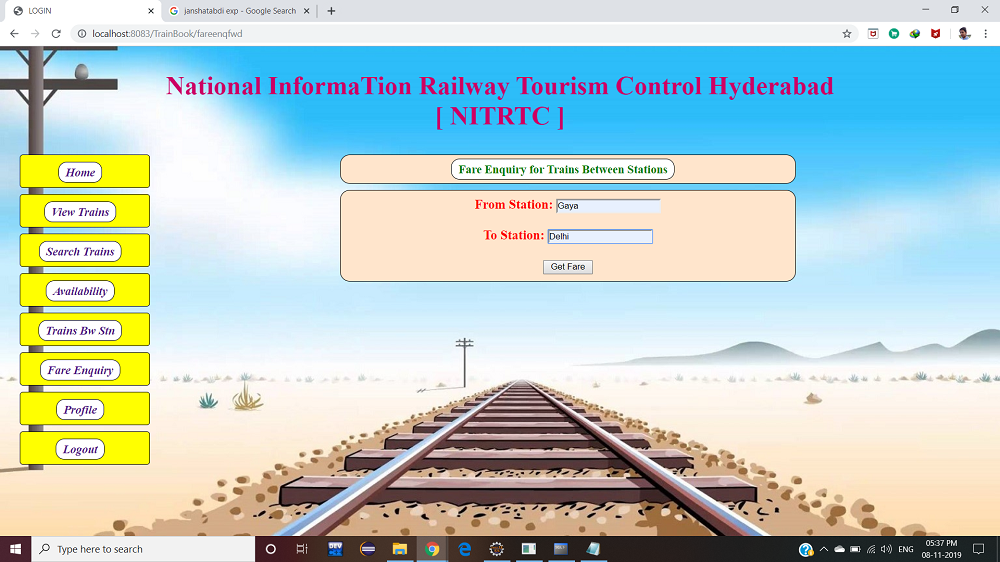 LOGIN
janshatabdi exp - Google Search
localhost:8083/TrainBook/fareenqfwd
National InformaTion Railway Tourism Control Hyderabad
[ NITRTC ]
Home
View Trains
Search Trains
Availability
Trains Bw Stn
Fare Enquiry
Profile
Logout
Fare Enquiry for Trains Between Stations
From Station: Gaya
To Station: Delhi
Get Fare
Type here to search
DEV
ENG
05:37 PM
08-11-2019